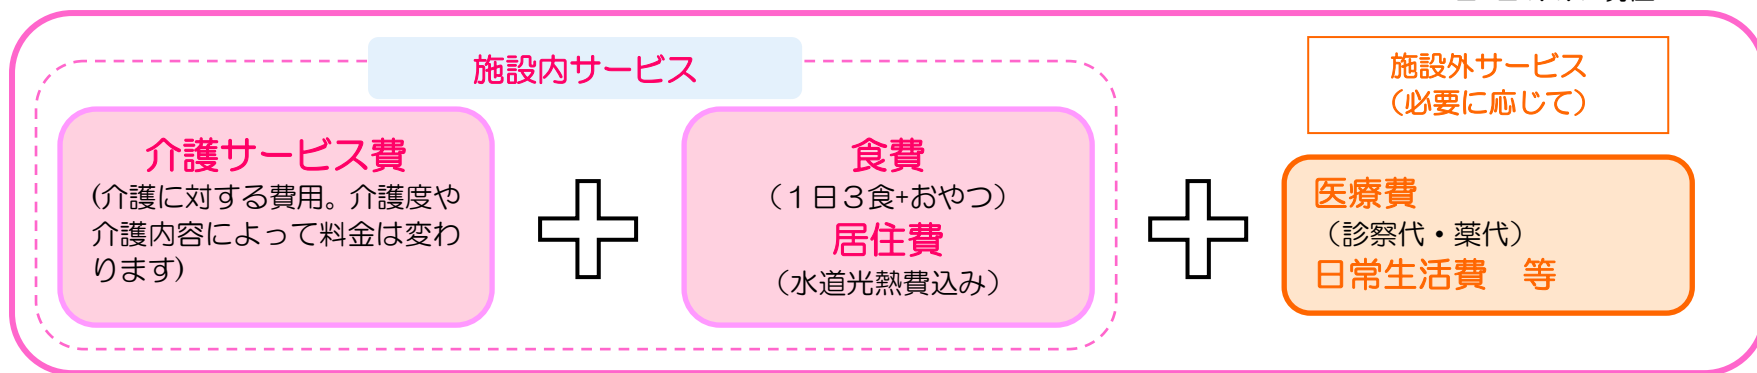 施設内サービス
介護サービス費
(介護に対する費用。介護度や
介護内容によって料金は変わ
ります)
食費
（１日３食+おやつ）
居住費
（水道光熱費込み）
施設外サービス
（必要に応じて）
医療費
（診察代・薬代）
日常生活費　等